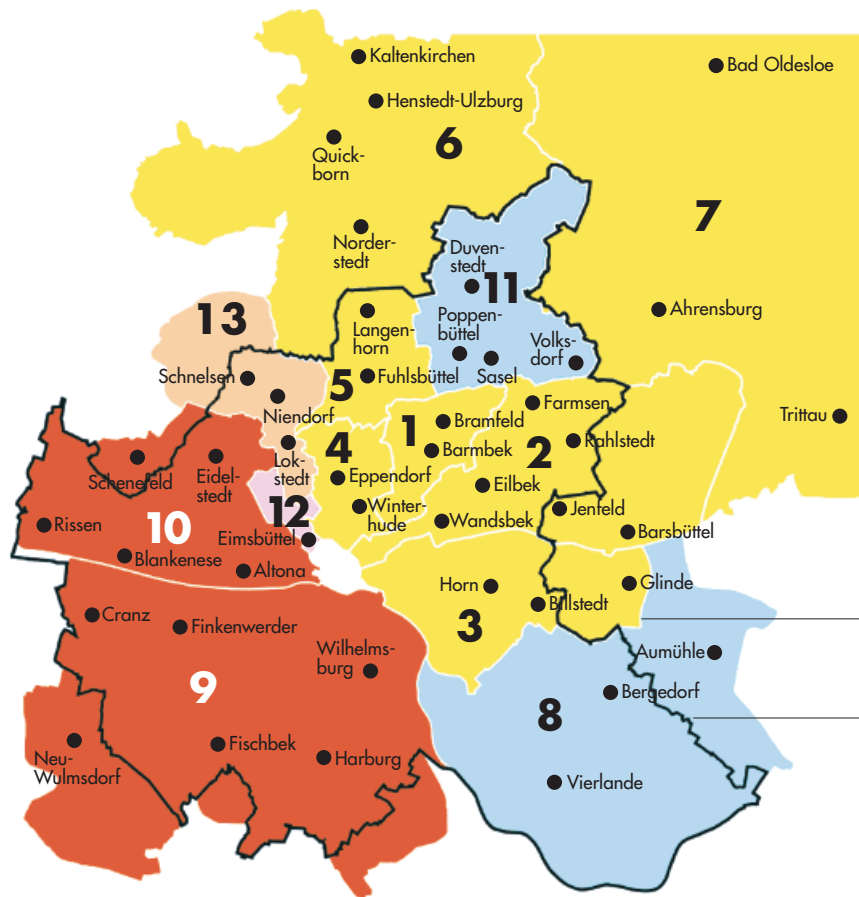 Kaltenkirchen
Bad Oldesloe
Henstedt-Ulzburg
6
Quick-
born
7
Norder-
stedt
Duven-
stedt
11
Ahrensburg
13
Langen-
horn
Poppen-
büttel
Volks-
dorf
Sasel
Schnelsen
5
Fuhlsbüttel
Niendorf
Farmsen
Trittau
1
Bramfeld
4
Barmbek
2
Rahlstedt
Schenefeld
Eidel-
stedt
Lok-
stedt
Eppendorf
Eilbek
12
Winter-
hude
Jenfeld
Rissen
10
Wandsbek
Barsbüttel
Eimsbüttel
Blankenese
Altona
Horn
Glinde
Billstedt
3
Cranz
Finkenwerder
Wilhelms-
burg
Aumühle
9
Bergedorf
8
Neu-
Wulmsdorf
Fischbek
Harburg
Vierlande